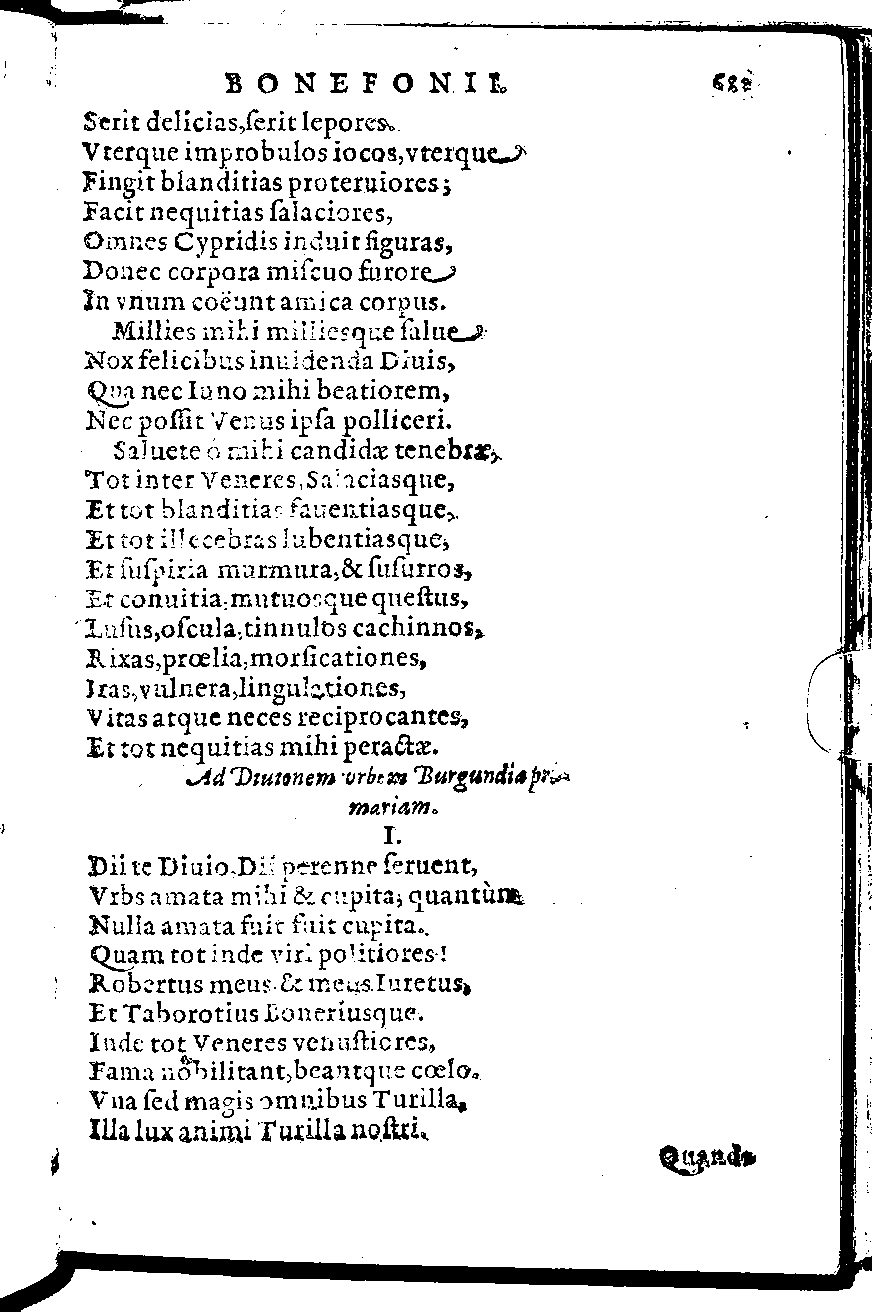 BONEFONII.
Serit delicias,ſerit lepores.
Vterque improbulos iocos,vterque
Fingit blanditias proteruiores;
Facit nequitias ſalaciores,
Omnes Cypridis induit figuras,
Donec corpora miſcuo furore
In vnum coëunt amica corpus.
Millies mihi milliesque ſalue
Nox felicibus inuidenda Diuis,
Qua nec Iuno mihi beatiorem,
Nec poſſit Venus ipſa polliceri.
Saluete ó mihi candidæ tenebræ,
Tot inter Veneres,Salaciasque,
Et tot blanditias fauentiasque,
Et tot illecebras lubentiasque,
Et ſuſpiria murmura,& ſuſurros,
Et conuitia,mutuosque queſtus,
Luſus,oſcula,tinnulos cachinnos,
Rixas,prœlia,morſicationes,
Iras,vulnera,lingulationes,
Vitas atque neces reciprocantes,
Et tot nequitias mihi peractæ.
Ad Diuionem vrbem Burgundiæ pri-
mariam.
I.
Dii te Diuio,Dii perenne ſeruent,
Vrbs amata mihi & cupita; quantùm
Nulla amata fuit fuit cupita.
Quam tot inde viri politiores!
Robertus meus & meus Iuretus,
Et Taborotius Boneriusque.
Inde tot Veneres venuſtiores,
Fama nobilitant,beantque cœlo.
Vna ſed magis omnibus Turilla,
Illa lux animi Turilla noſtri.
Quando